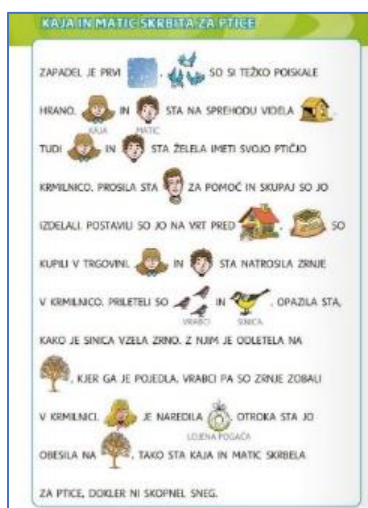 KAJA IN MATIC SKRBITA ZA PTICE
ZAPADEL JE PRVI . SO SI TEŽKO POISKALE
HRANO. IN STA NA SPREHODU VIDELA .
KAJA MATIC
TUDI IN STA ŽELELA IMETI SVOJO PTIČJO
KRMILNICO. PROSILA STA ZA POMOČ IN SKUPAJ SO JO
IZDELALI. POSTAVILI SO JO NA VRT PRED . SO
KUPILI V TRGOVINI. IN STA NATROSILA ZRNJE
V KRMILNICO. PRILETELI SO IN . OPAZILA STA,
VRABCI SINICA
KAKO JE SINICA VZELA ZRNO. Z NJIM JE ODLETELA NA
, KJER GA JE POJEDLA. VRABCI PA SO ZRNJE ZOBALI
V KRMILNICI. JE NAREDILA . OTROKA STA JO
LOJENA POGAČA
OBESILA NA . TAKO STA KAJA IN MATIC SKRBELA
ZA PTICE, DOKLER NI SKOPNEL SNEG.